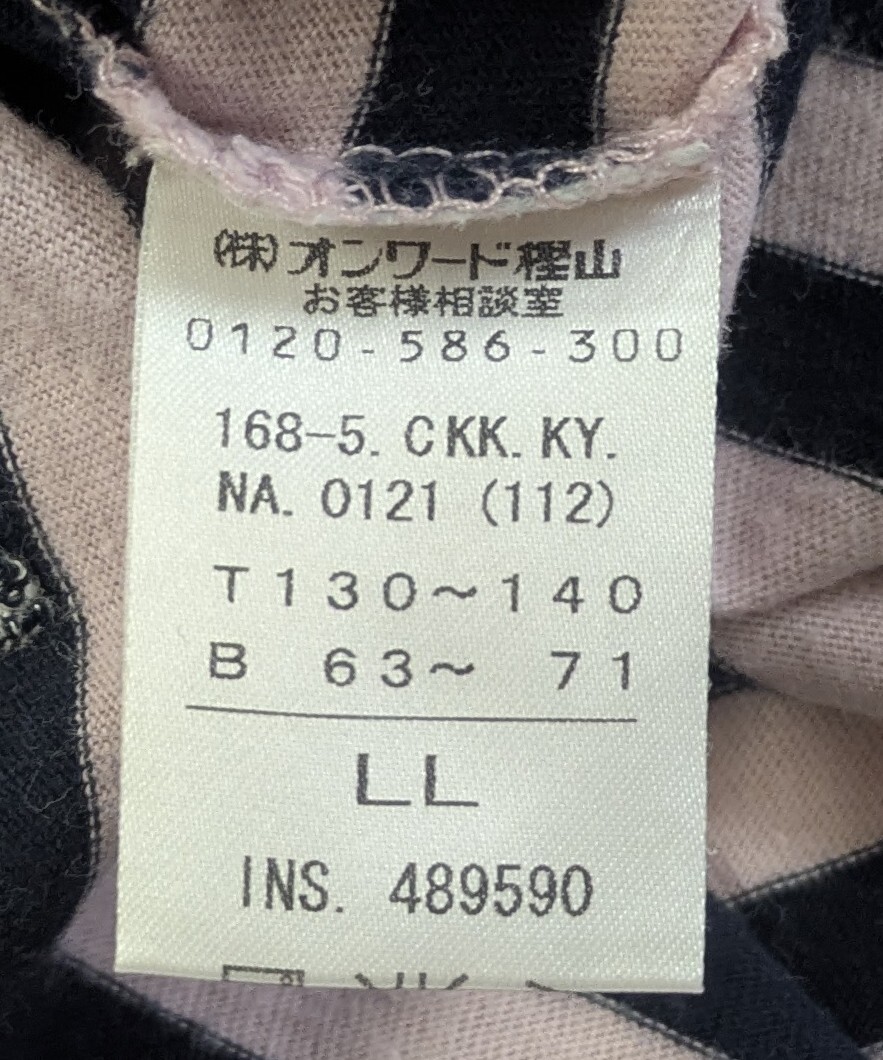 (株)オンワード樫山
お客様相談室
0120-586-300
168-5. CKK. KY.
NA. 0121 (112)
T130~140
B 63~ 71
LL
INS. 489590